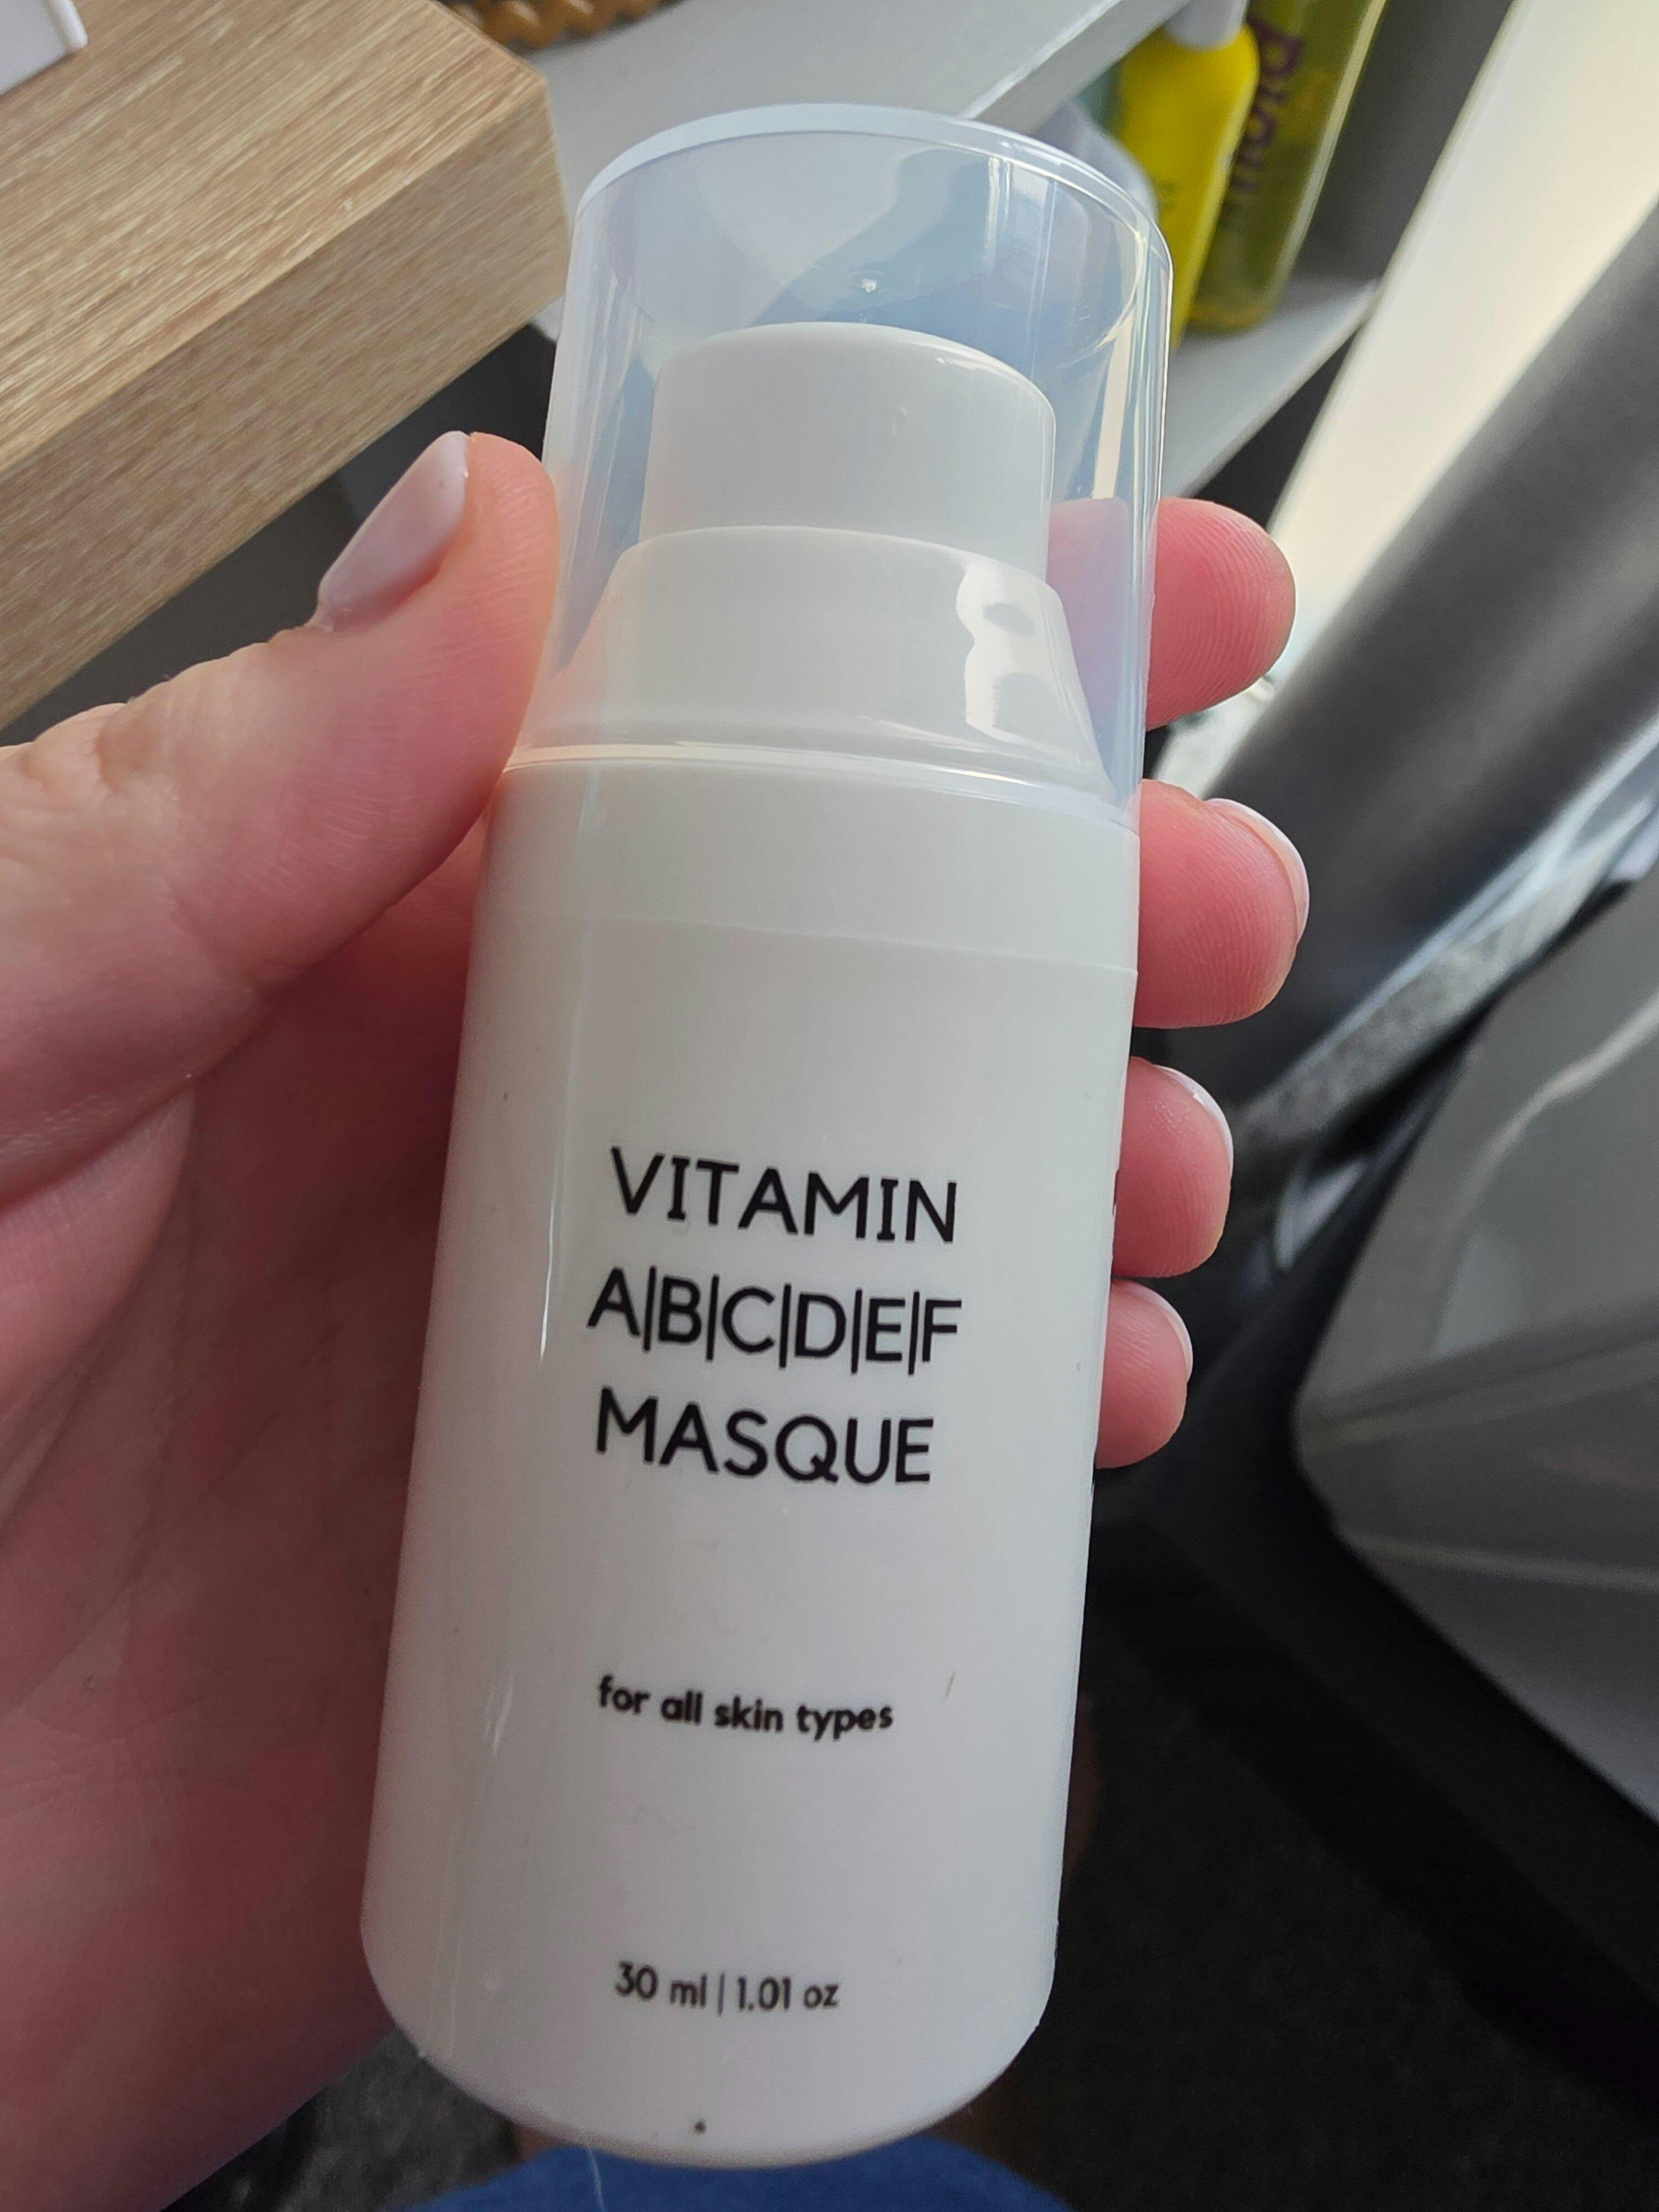 VITAMIN
A|B|C|D|E|F
MASQUE
for all skin types
30 ml | 1.01 oz